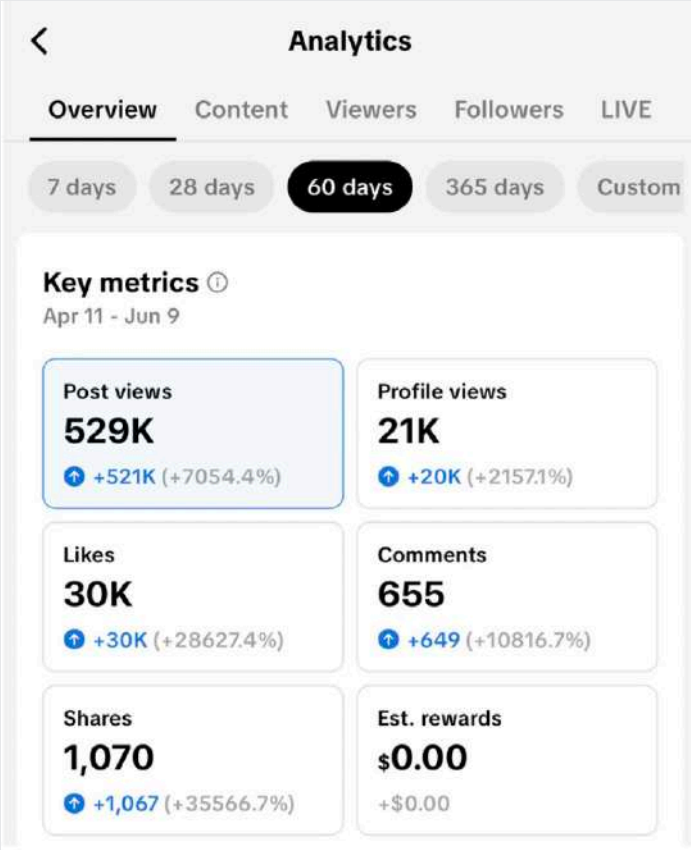 Analytics
Overview Content Viewers Followers LIVE
7 days 28 days 60 days 365 days Custom
Key metrics
Apr 11 - Jun 9
Post views
529K
+521K (+7054.4%)
Profile views
21K
+20K (+2157.1%)
Likes
30K
+30K (+28627.4%)
Comments
655
+649 (+10816.7%)
Shares
1,070
+1,067 (+35566.7%)
Est. rewards
$0.00
+$0.00